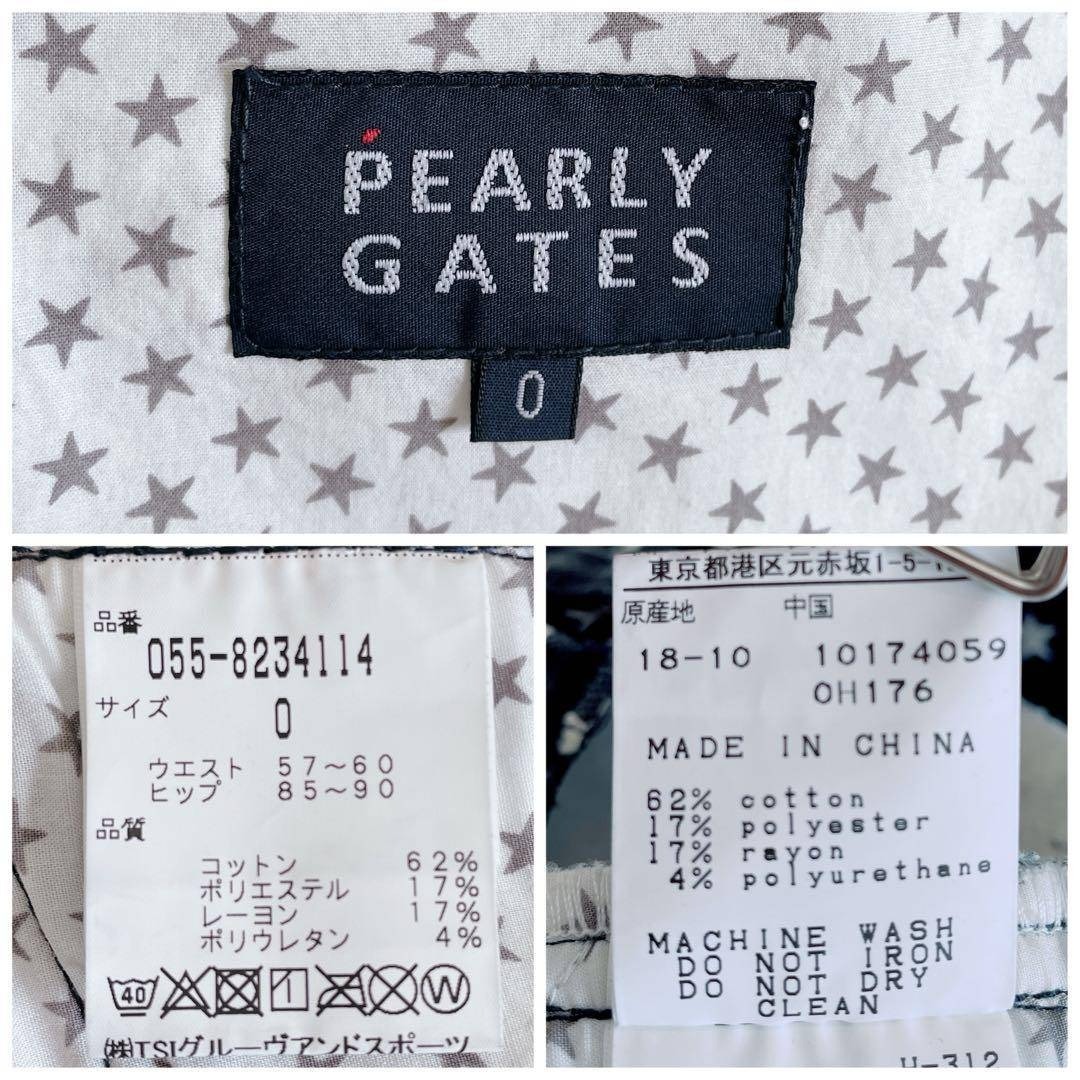 PEARLY
GATES
0
品番
055-8234114
サイズ 0
ウエスト 57～60
ヒップ 85～90
品質
コットン 62%
ポリエステル 17%
レーヨン 17%
ポリウレタン 4%
40
W
㈱TSIグルーヴアンドスポーツ
東京都港区元赤坂1-5-
原産地 中国
18-10 10174059
0H176
MADE IN CHINA
62% cotton
17% polyester
17% rayon
4% polyurethane
MACHINE WASH
DO NOT IRON
DO NOT DRY
CLEAN
H-312